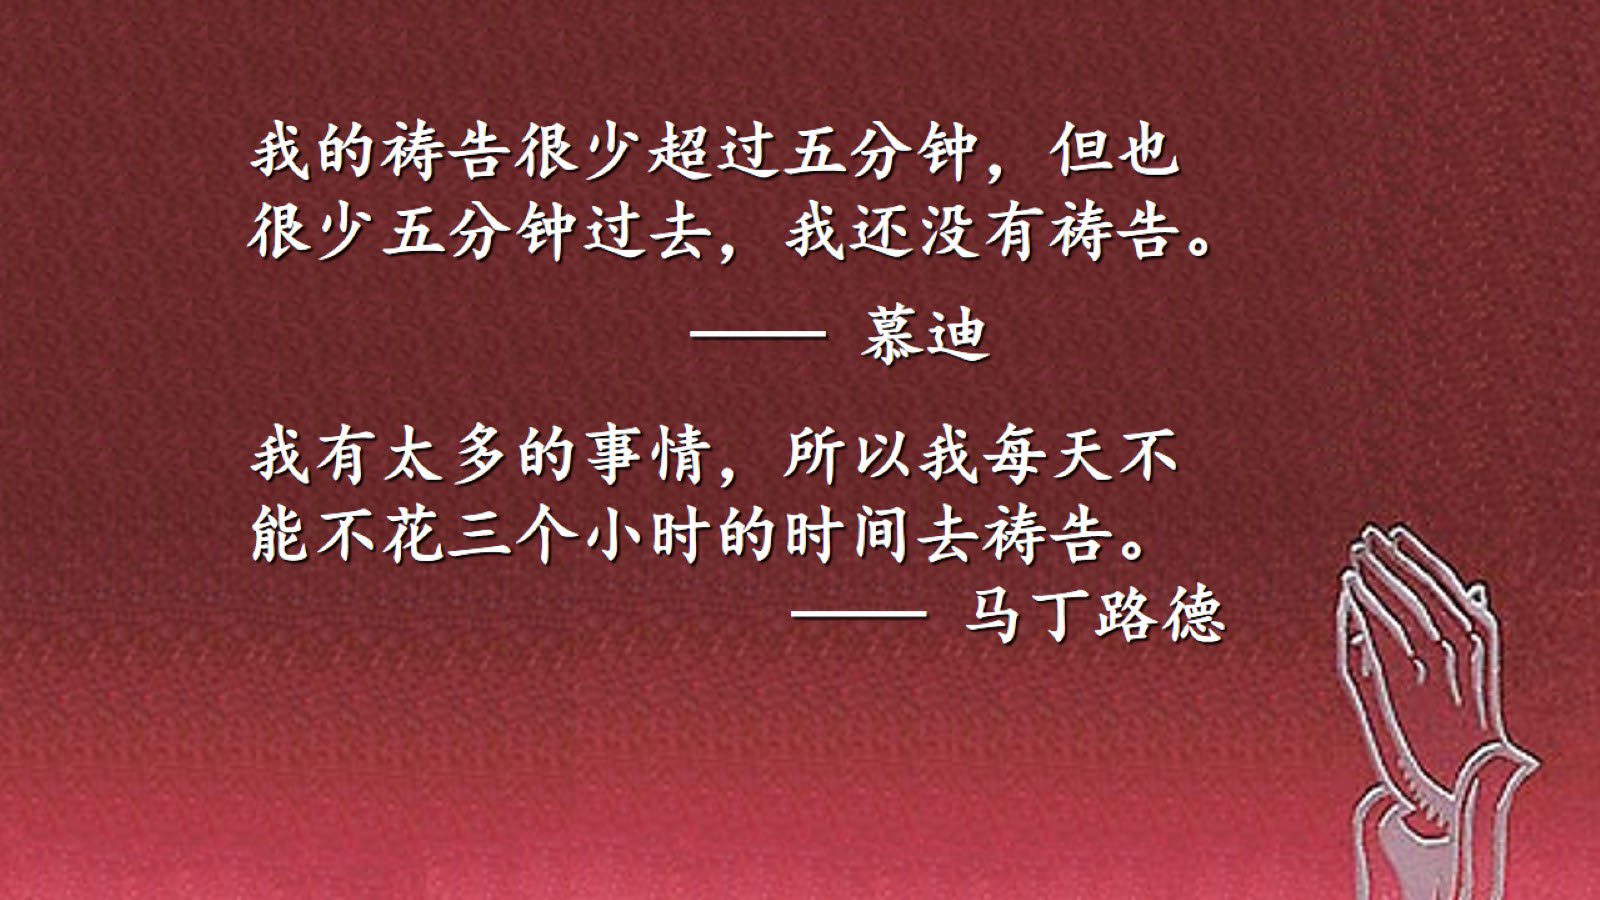 我的祷告很少超过五分钟，但也
很少五分钟过去，我还没有祷告。
—— 慕迪
我有太多的事情，所以我每天不
能不花三个小时的时间去祷告。
—— 马丁路德